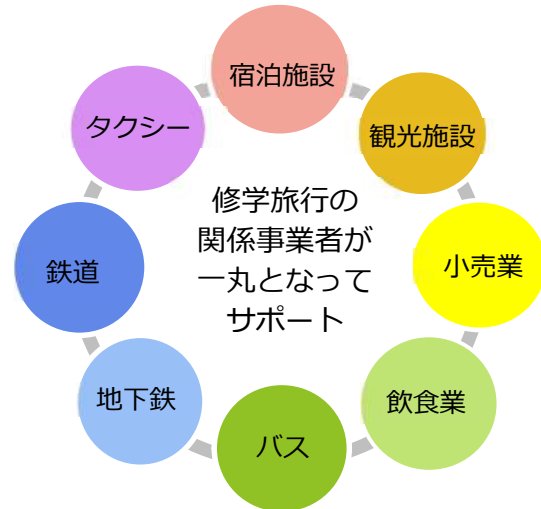 宿泊施設
観光施設
小売業
飲食業
バス
地下鉄
鉄道
タクシー
修学旅行の
関係事業者が
一丸となって
サポート